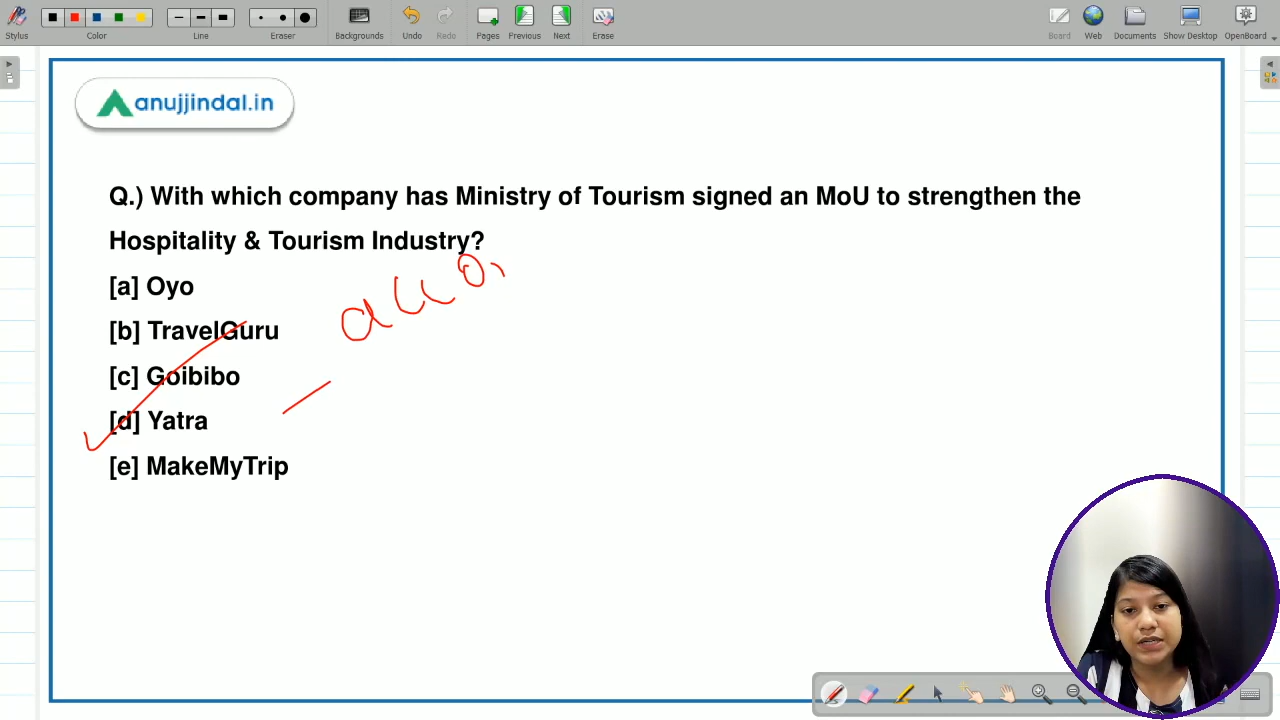 Stylus
Color
Line
Eraser
Backgrounds
Undo
Redo
Pages
Previous
Next
Erase
Board
Web
Documents
Show Desktop
OpenBoard
anujjindal.in
Q.) With which company has Ministry of Tourism signed an MoU to strengthen the
Hospitality & Tourism Industry?
[a] Oyo
[b] TravelGuru
[c] Goibibo
[d] Yatra
[e] MakeMyTrip